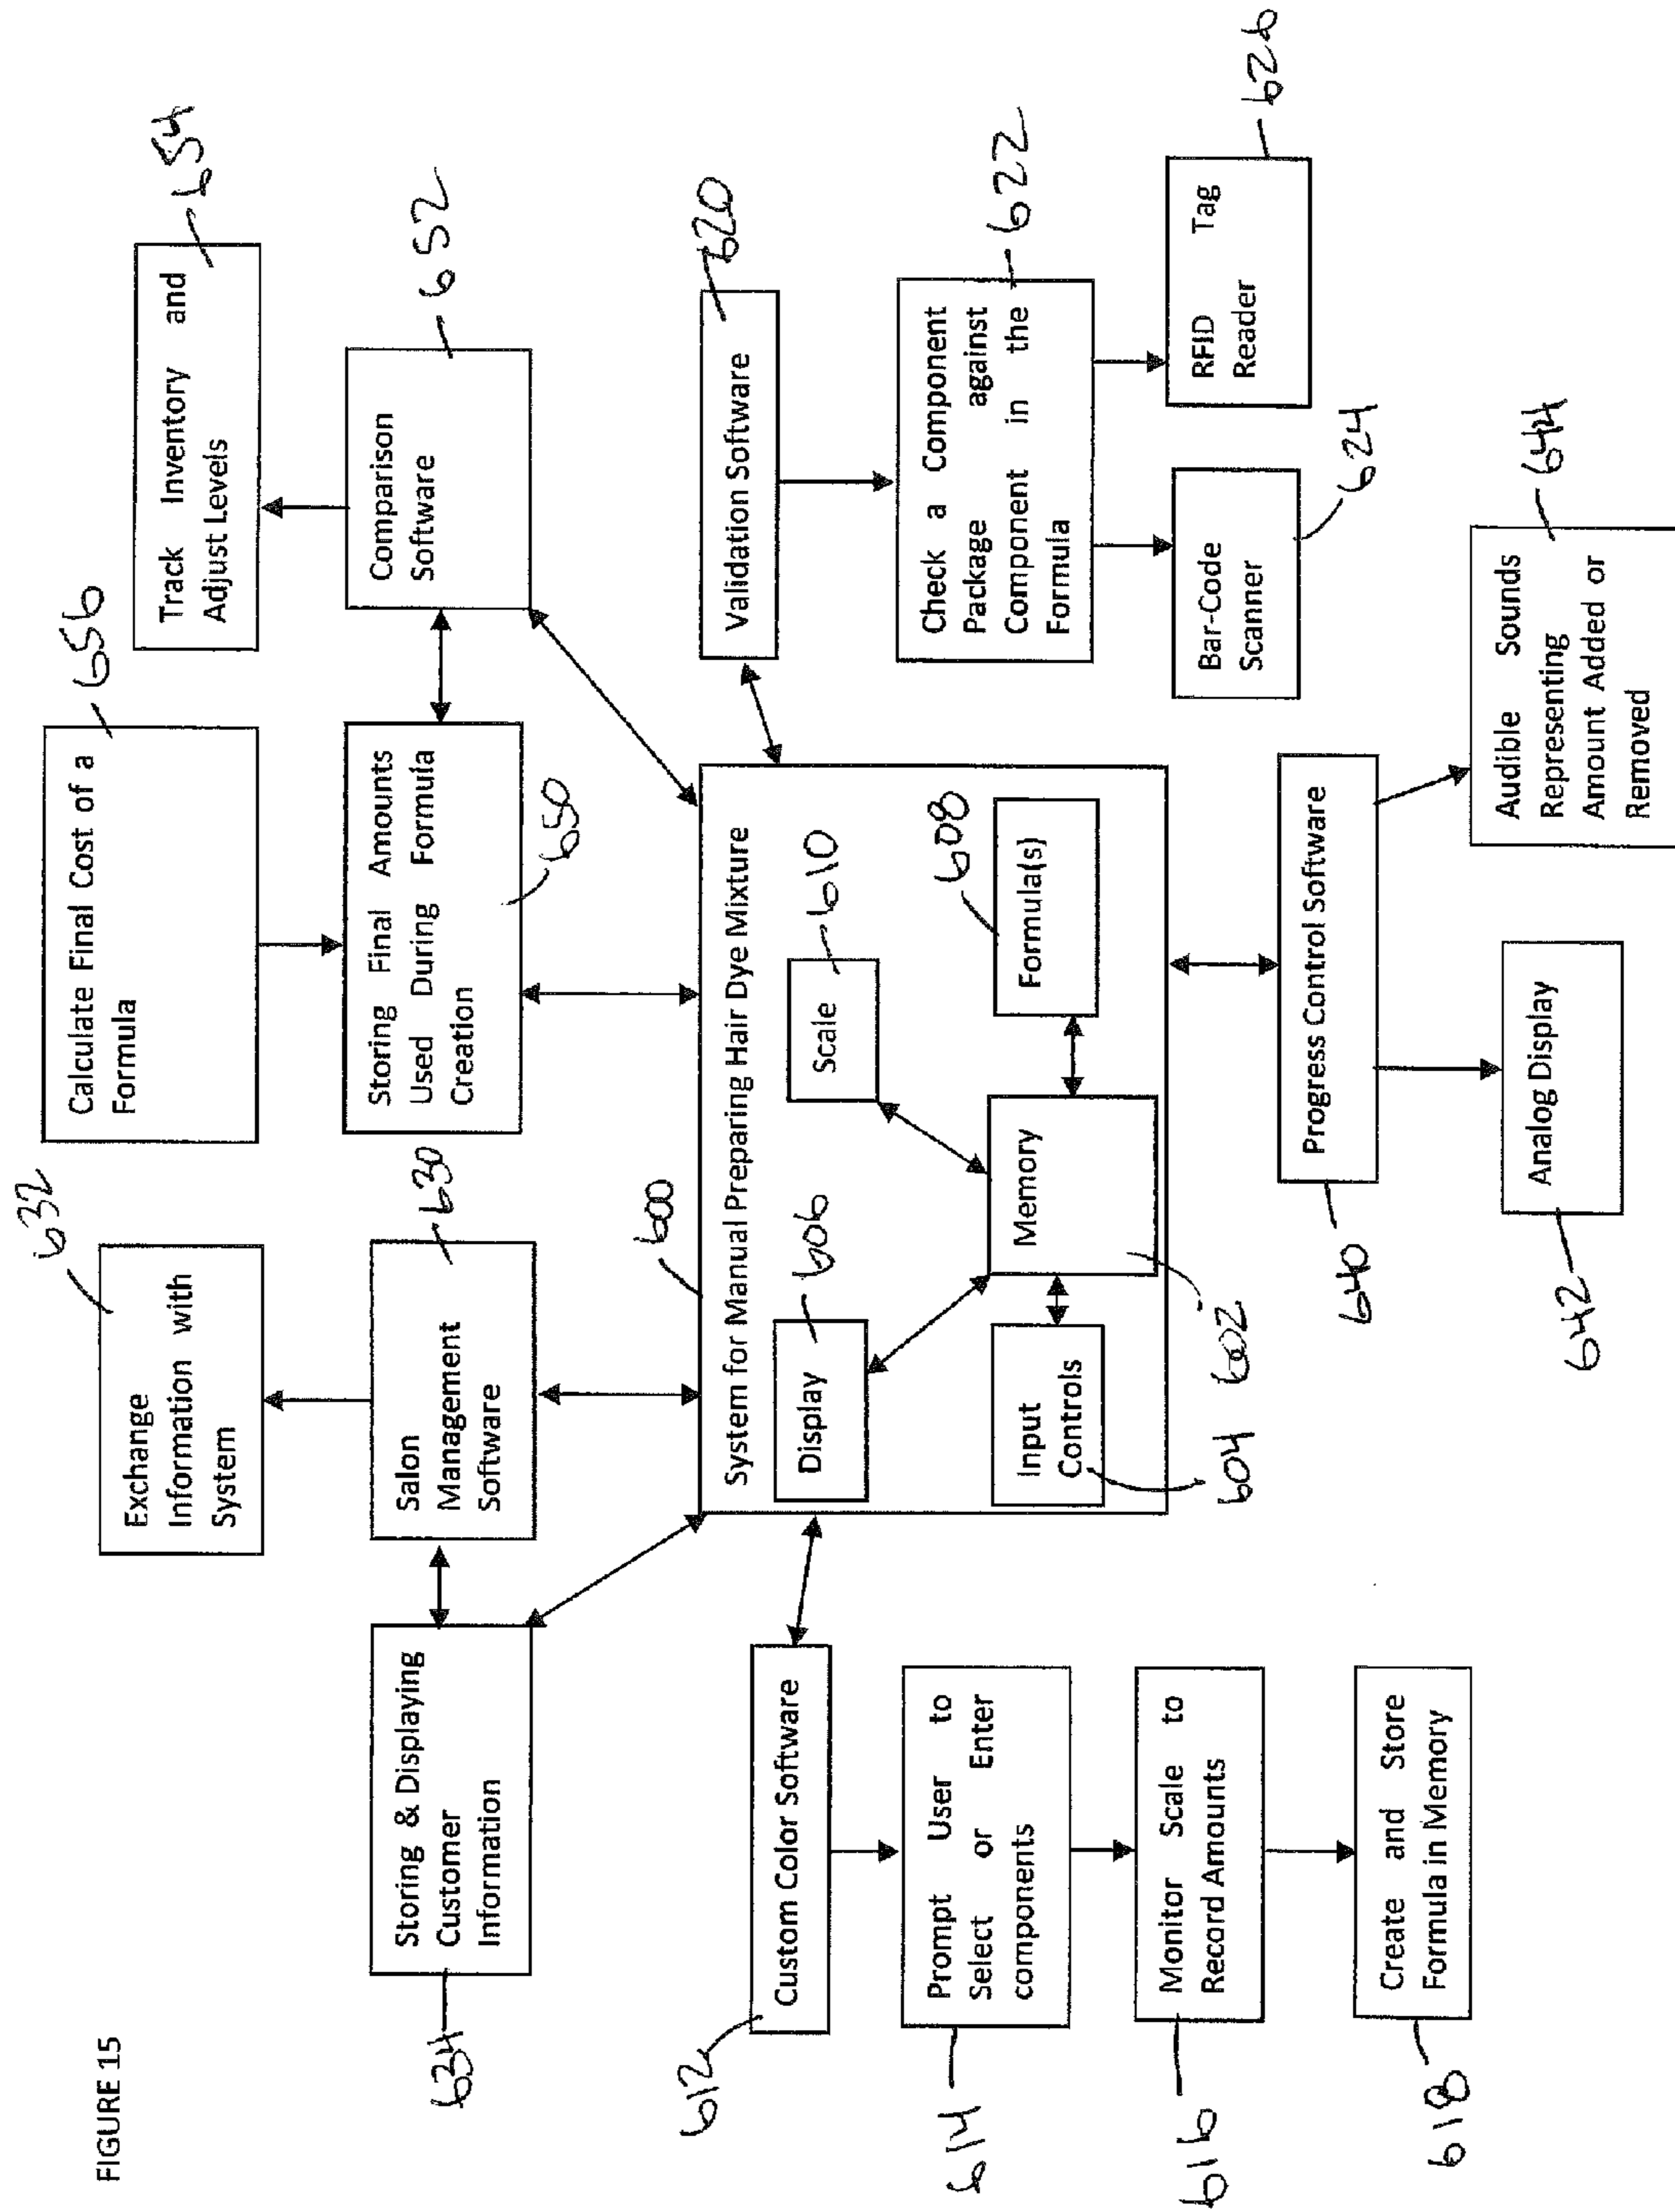 FIGURE 15
632
Exchange
Information with
System
656
Calculate Final Cost of a
Formula
654
Track Inventory and
Adjust Levels
634
Storing & Displaying
Customer
Information
630
Salon
Management
Software
Storing Final Amounts
Used During Formula
Creation
650
652
Comparison
Software
600
System for Manual Preparing Hair Dye Mixture
Display
606
Scale
610
608
Formula(s)
Memory
602
Input
Controls
604
612
Custom Color Software
614
Prompt User to
Select or Enter
components
616
Monitor Scale to
Record Amounts
618
Create and Store
Formula in Memory
620
Validation Software
622
Check a Component
Package against
Component in the
Formula
Bar-Code
Scanner
624
RFID Tag
Reader
626
640
Progress Control Software
642
Analog Display
644
Audible Sounds
Representing
Amount Added or
Removed